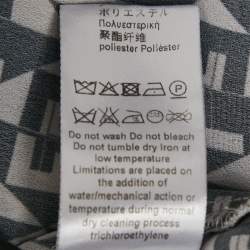 ポリエステル
Πολυεστερική
聚酯纤维
poliester Poliéster
Do not wash Do not bleach
Do not tumble dry Iron at
low temperature
Limitations are placed on
the addition of
water/mechanical action or
temperature during normal
dry cleaning process
trichloroethylene